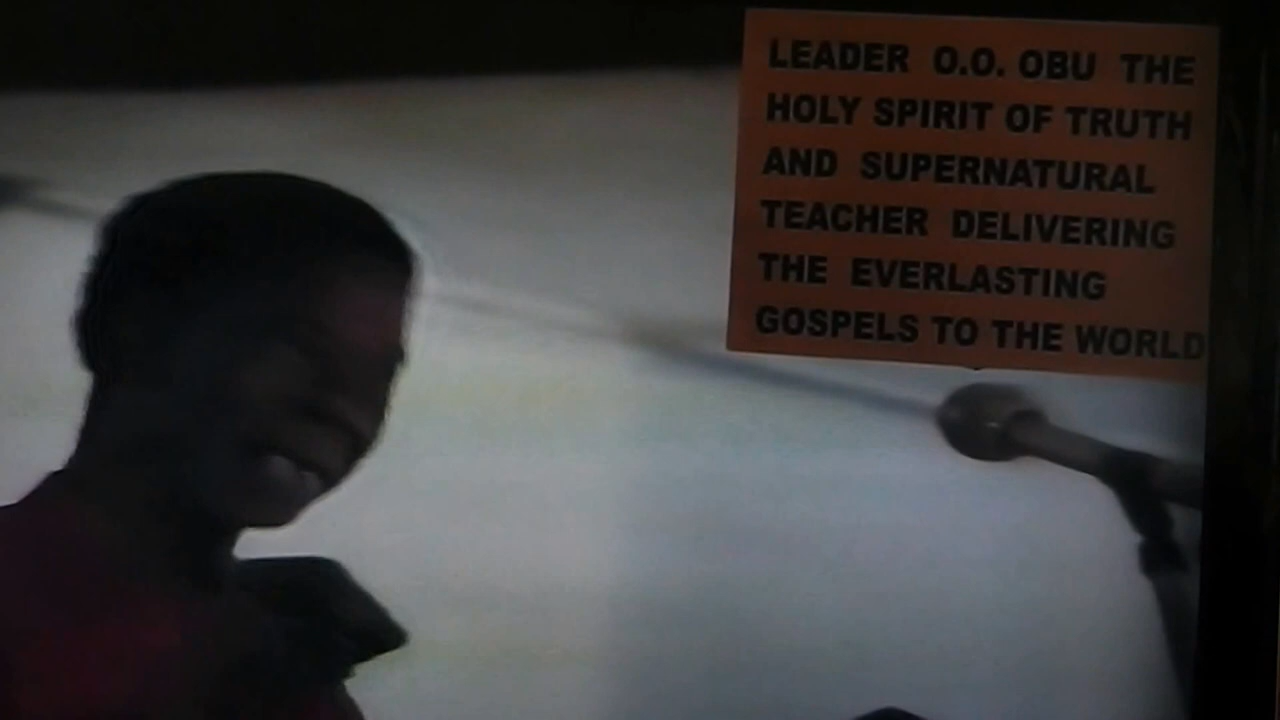 LEADER O.O. OBU THE
HOLY SPIRIT OF TRUTH
AND SUPERNATURAL
TEACHER DELIVERING
THE EVERLASTING
GOSPELS TO THE WORLD